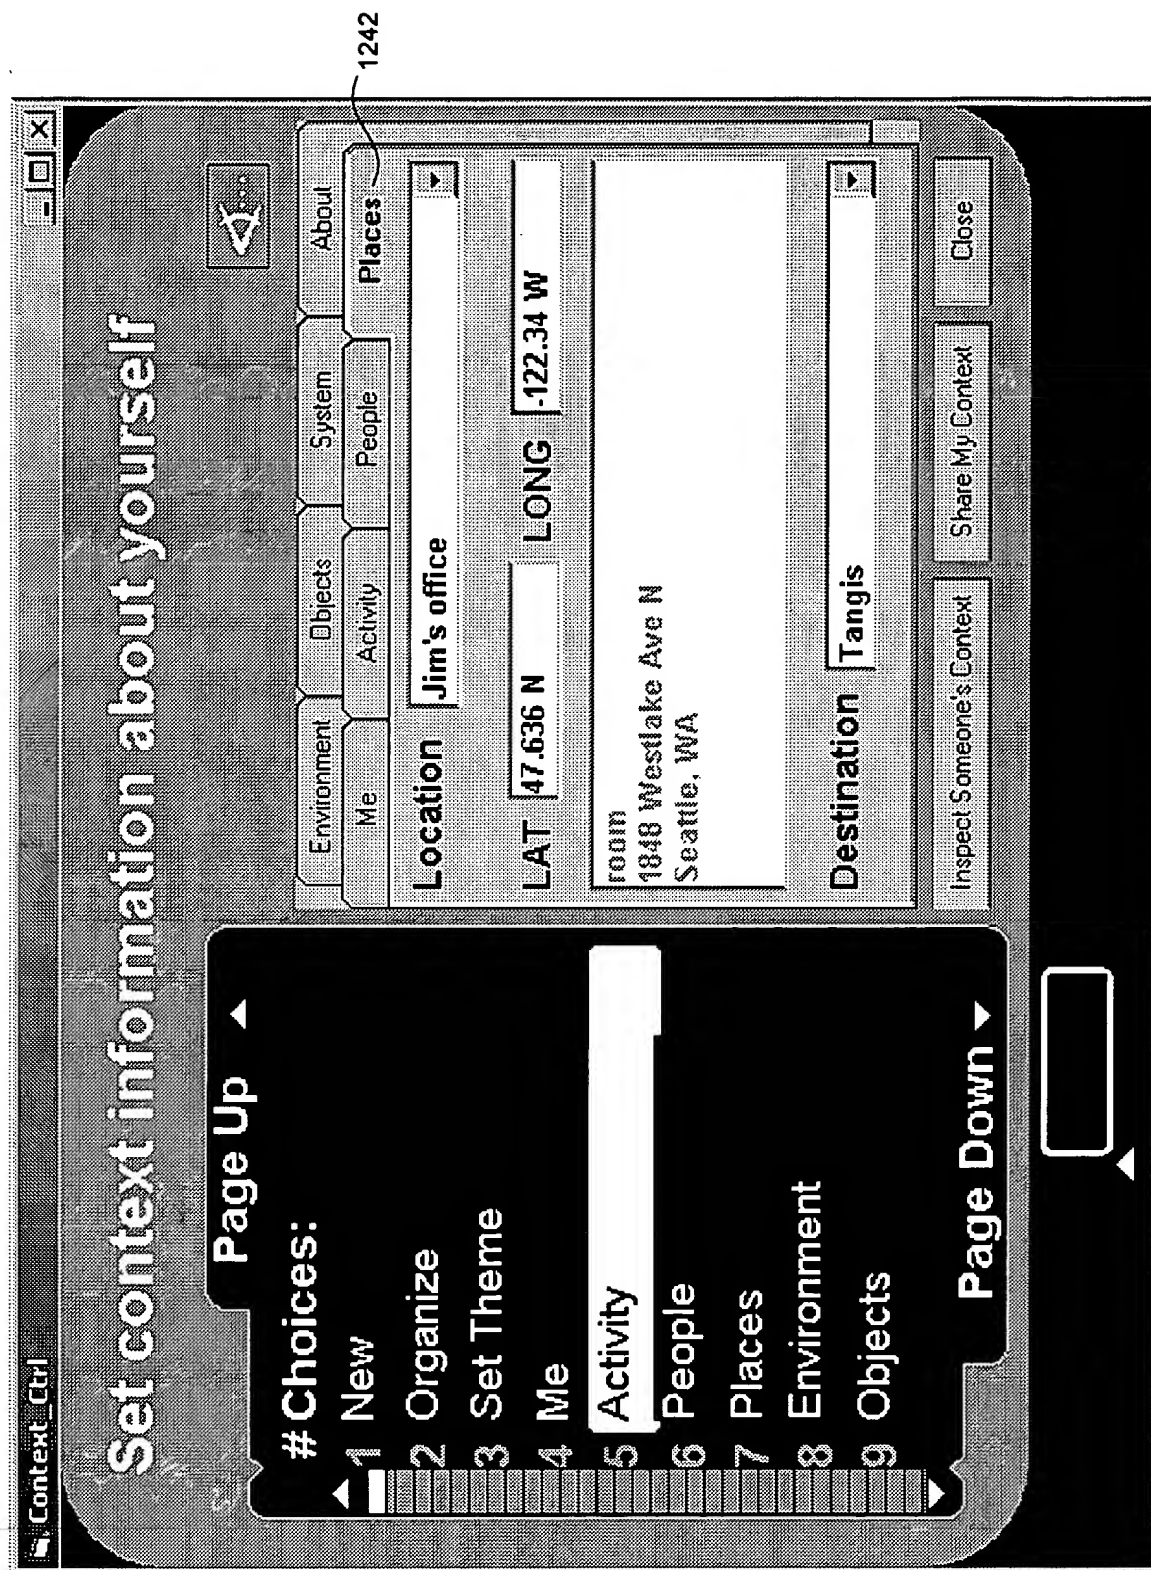 Context_Ctrl
Set context information about yourself
Page Up
# Choices:
1 New
2 Organize
3 Set Theme
4 Me
5 Activity
6 People
7 Places
8 Environment
9 Objects
Page Down
Environment Objects System About
Me Activity People Places
1242
Location Jim's office
LAT 47.636 N LONG -122.34 W
room
1848 Westlake Ave N
Seattle, WA
Destination Tangis
Inspect Someone's Context Share My Context Close